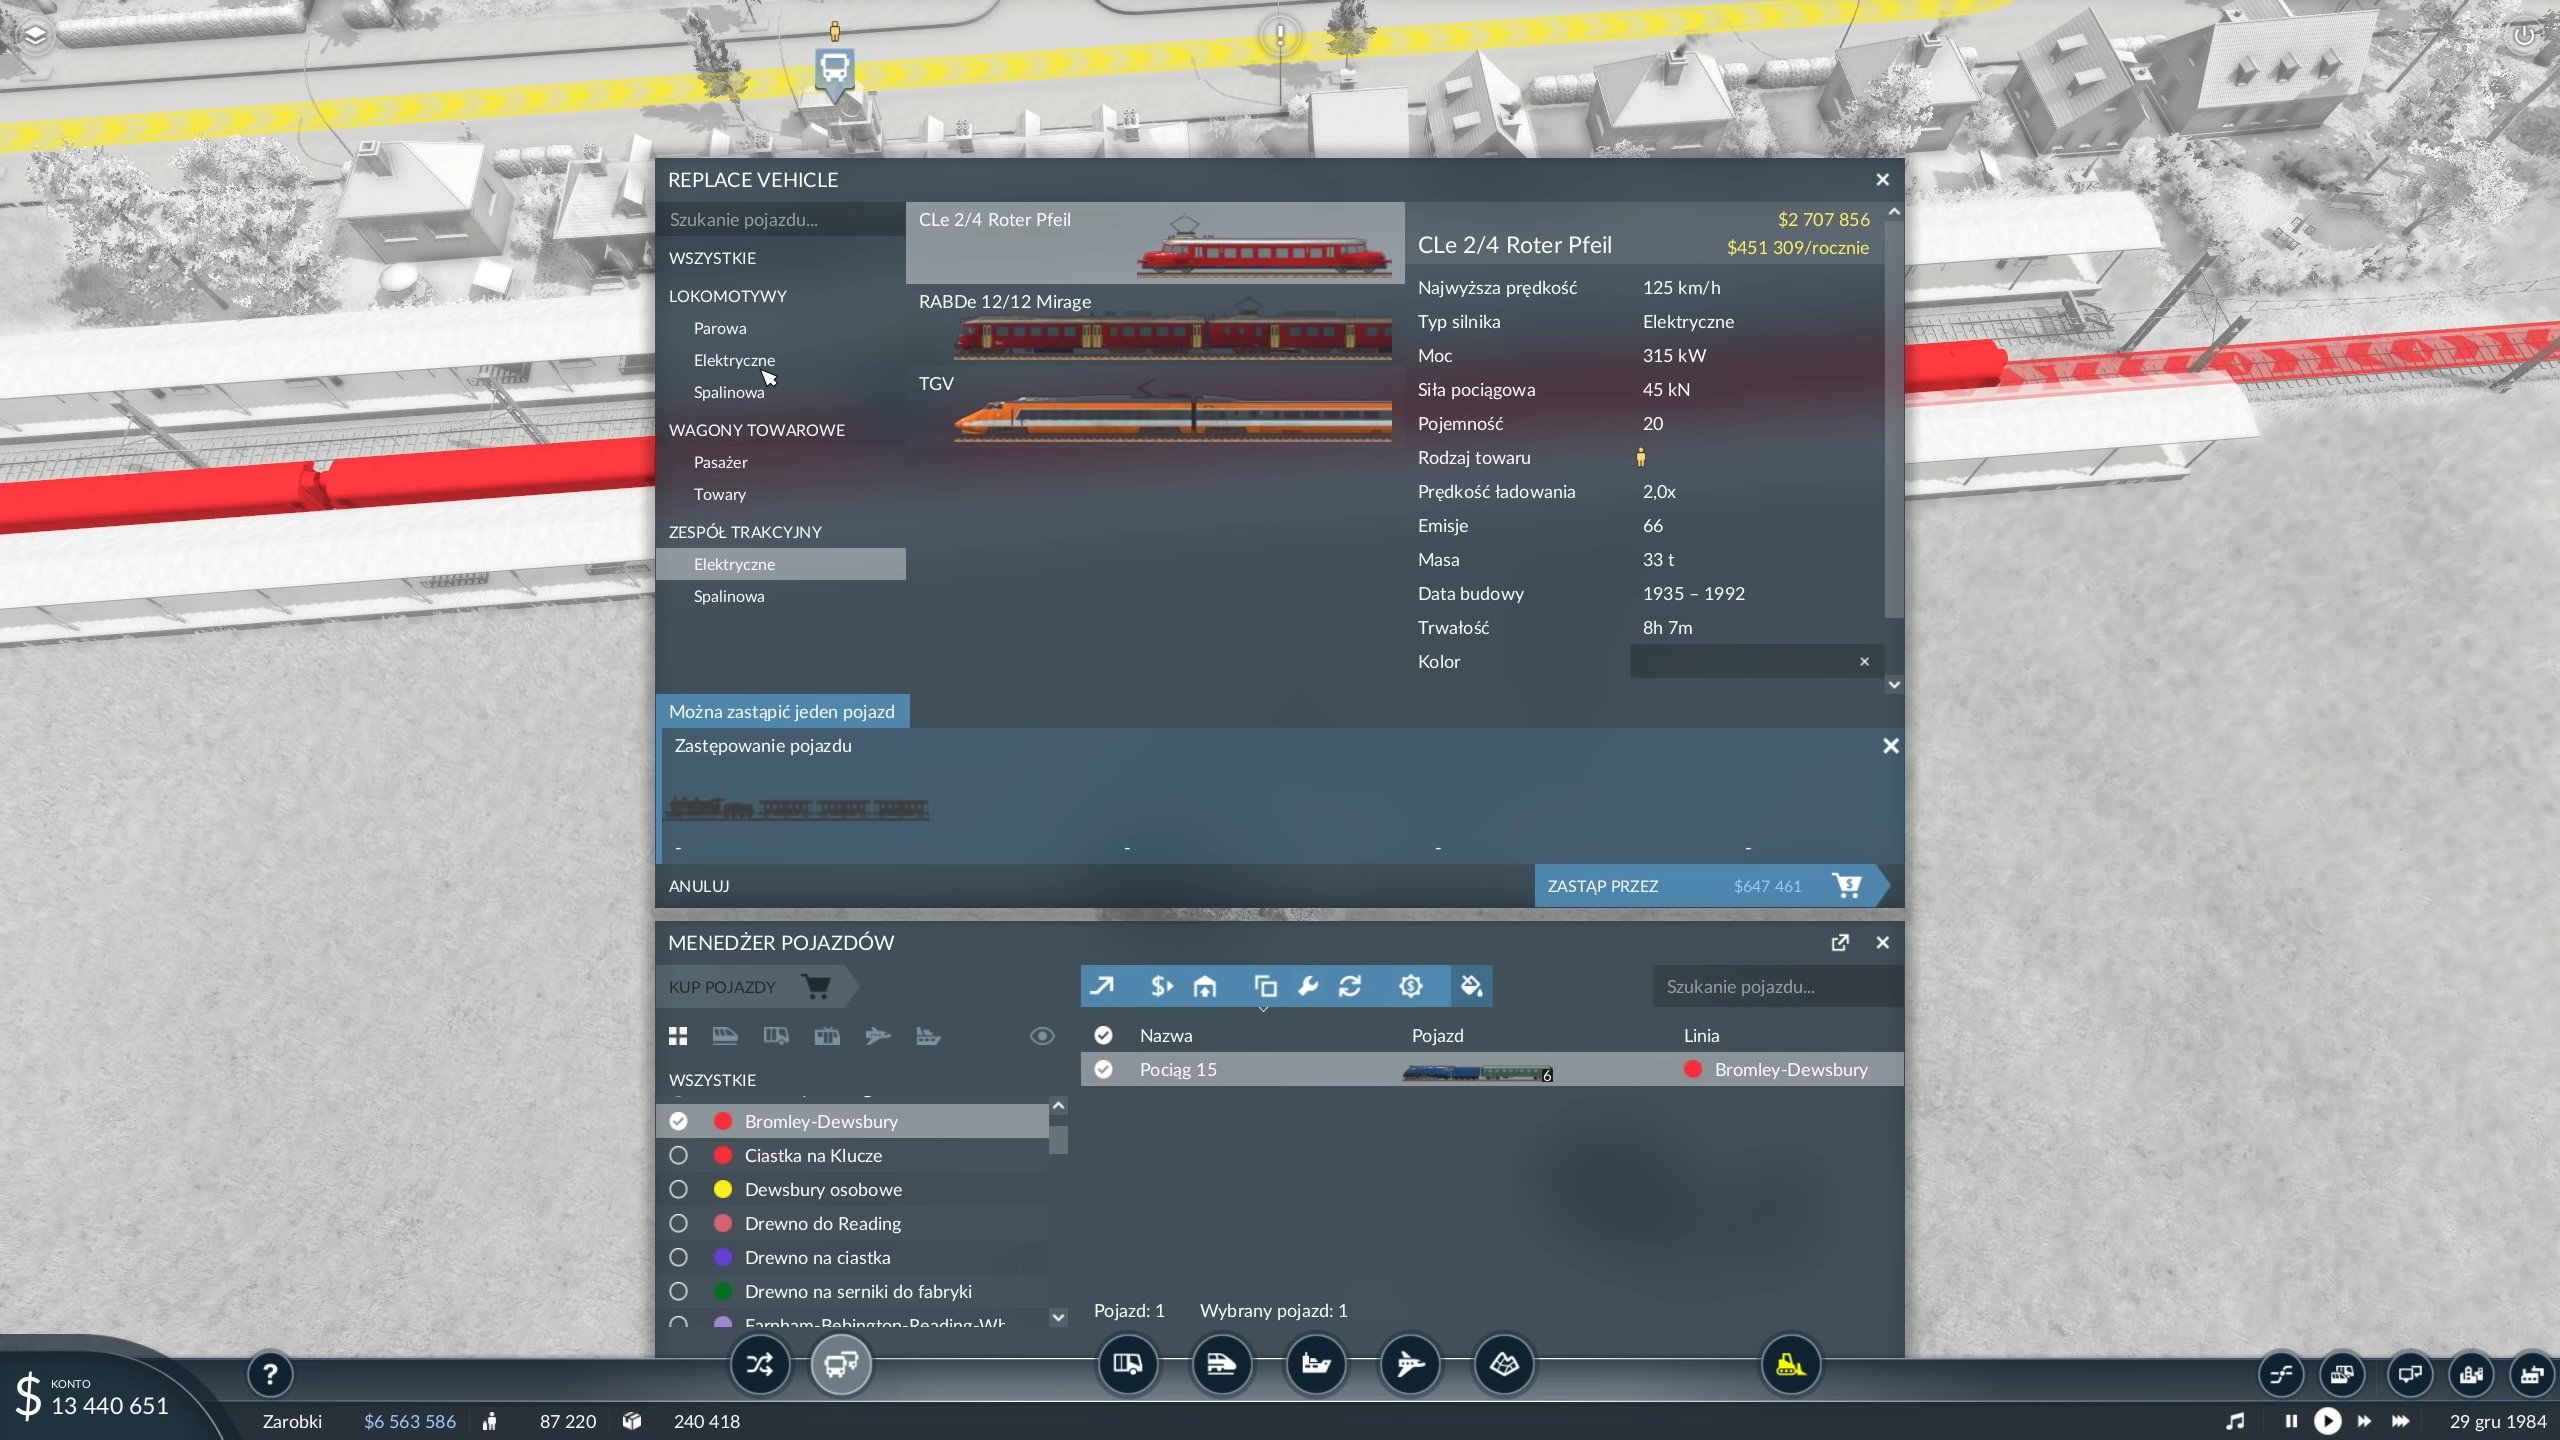 REPLACE VEHICLE
Szukanie pojazdu...
WSZYSTKIE
LOKOMOTYWY
Parowa
Elektryczne
Spalinowa
WAGONY TOWAROWE
Pasażer
Towary
ZESPÓŁ TRAKCYJNY
Elektryczne
Spalinowa
CLe 2/4 Roter Pfeil
RABDe 12/12 Mirage
TGV
$2 707 856
CLe 2/4 Roter Pfeil
$451 309/rocznie
Najwyższa prędkość 125 km/h
Typ silnika Elektryczne
Moc 315 kW
Siła pociągowa 45 kN
Pojemność 20
Rodzaj towaru
Prędkość ładowania 2,0x
Emisje 66
Masa 33 t
Data budowy 1935 – 1992
Trwałość 8h 7m
Kolor
Można zastąpić jeden pojazd
Zastępowanie pojazdu
- - - -
ANULUJ
ZASTĄP PRZEZ $647 461
MENEDŻER POJAZDÓW
KUP POJAZDY
Szukanie pojazdu...
WSZYSTKIE
Bromley-Dewsbury
Ciastka na Klucze
Dewsbury osobowe
Drewno do Reading
Drewno na ciastka
Drewno na serniki do fabryki
Farnham-Bebington-Reading-Wh
Nazwa Pojazd Linia
Pociąg 15 6 Bromley-Dewsbury
Pojazd: 1 Wybrany pojazd: 1
?
$ KONTO
13 440 651
Zarobki $6 563 586 87 220 240 418
29 gru 1984